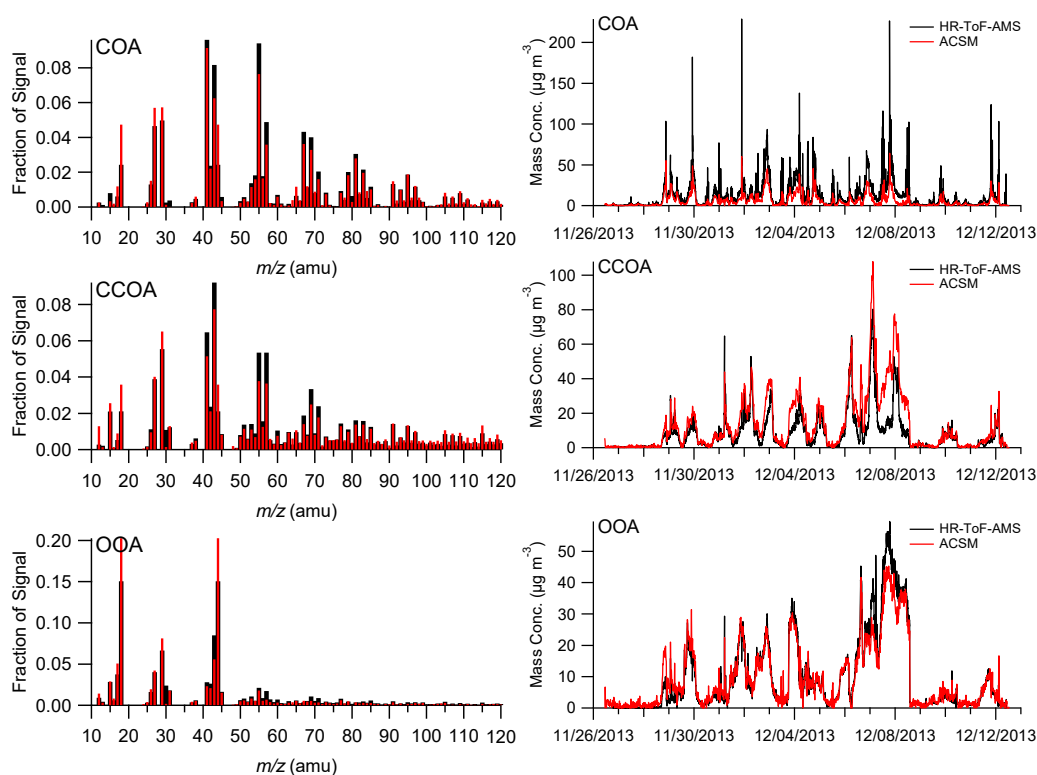 COA
Fraction of Signal
0.08
0.06
0.04
0.02
0.00
10 20 30 40 50 60 70 80 90 100 110 120
m/z (amu)
COA
HR-ToF-AMS
ACSM
Mass Conc. (µg m⁻³)
200
150
100
50
0
11/26/2013 11/30/2013 12/04/2013 12/08/2013 12/12/2013
CCOA
Fraction of Signal
0.08
0.06
0.04
0.02
0.00
10 20 30 40 50 60 70 80 90 100 110 120
m/z (amu)
CCOA
HR-ToF-AMS
ACSM
Mass Conc. (µg m⁻³)
100
80
60
40
20
0
11/26/2013 11/30/2013 12/04/2013 12/08/2013 12/12/2013
OOA
Fraction of Signal
0.20
0.15
0.10
0.05
0.00
10 20 30 40 50 60 70 80 90 100 110 120
m/z (amu)
OOA
HR-ToF-AMS
ACSM
Mass Conc. (µg m⁻³)
50
40
30
20
10
0
11/26/2013 11/30/2013 12/04/2013 12/08/2013 12/12/2013